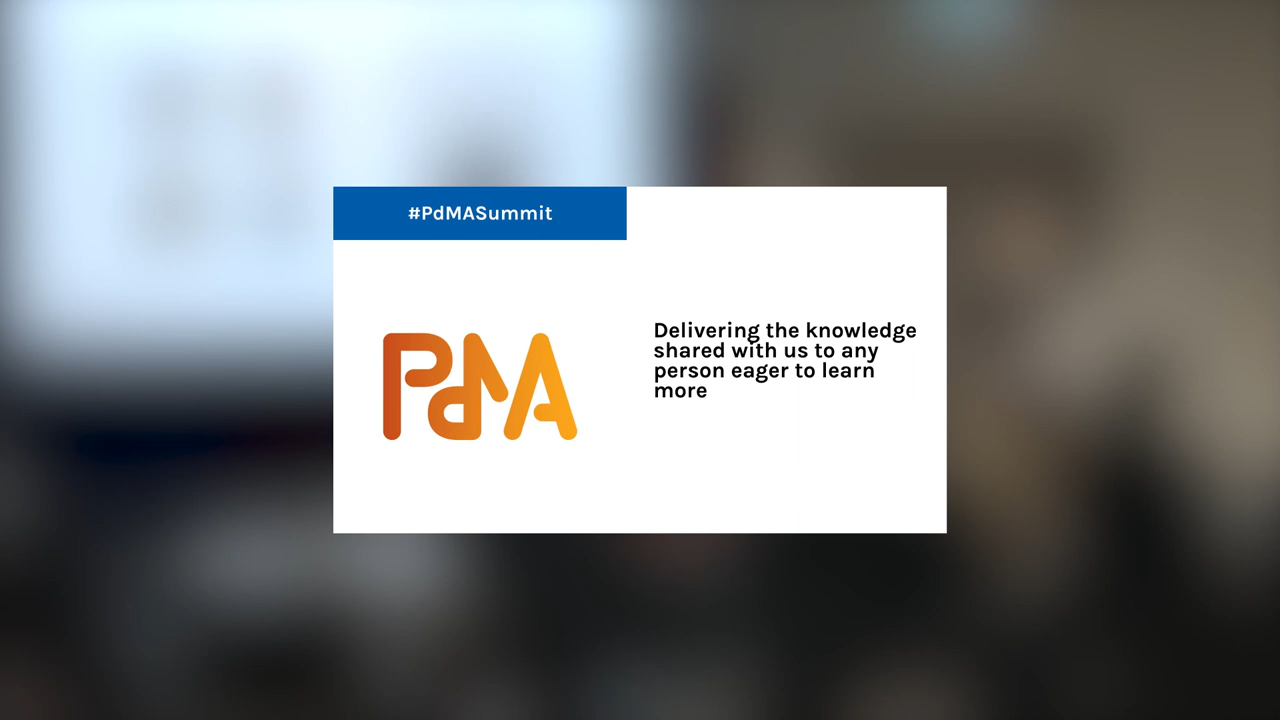 #PdMASummit
PdMA
Delivering the knowledge
shared with us to any
person eager to learn
more